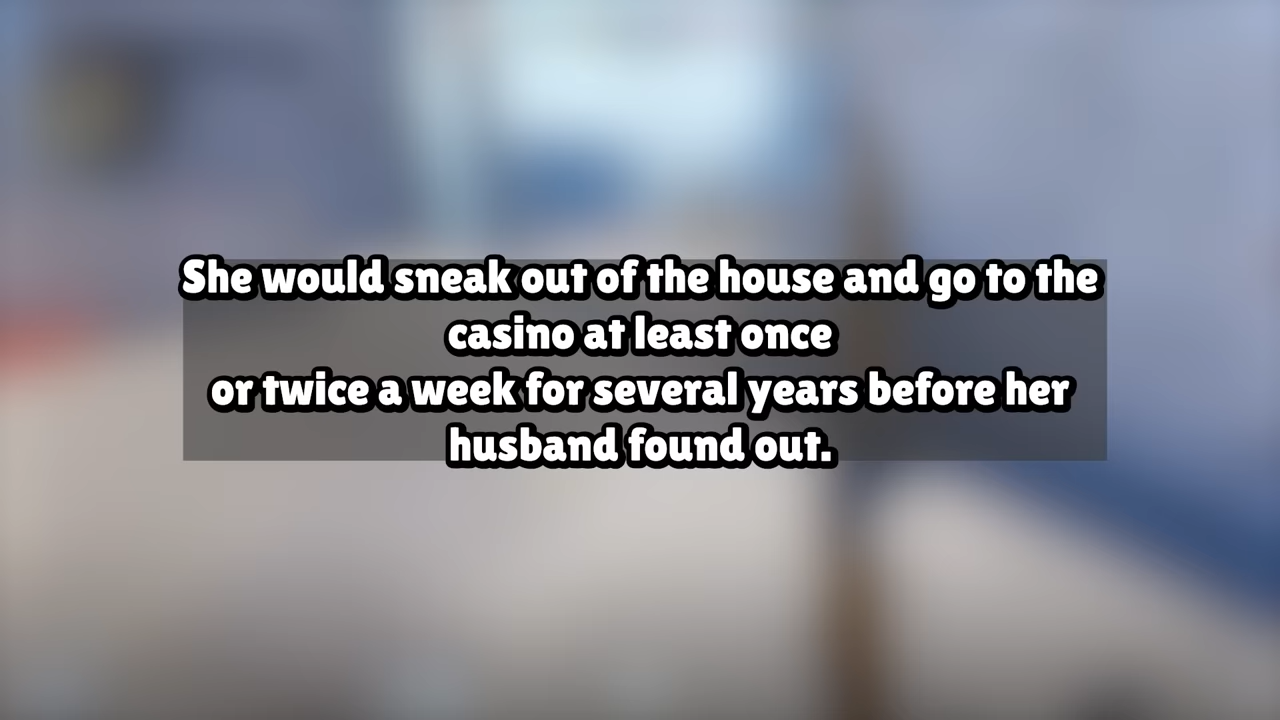 She would sneak out of the house and go to the
casino at least once
or twice a week for several years before her
husband found out.